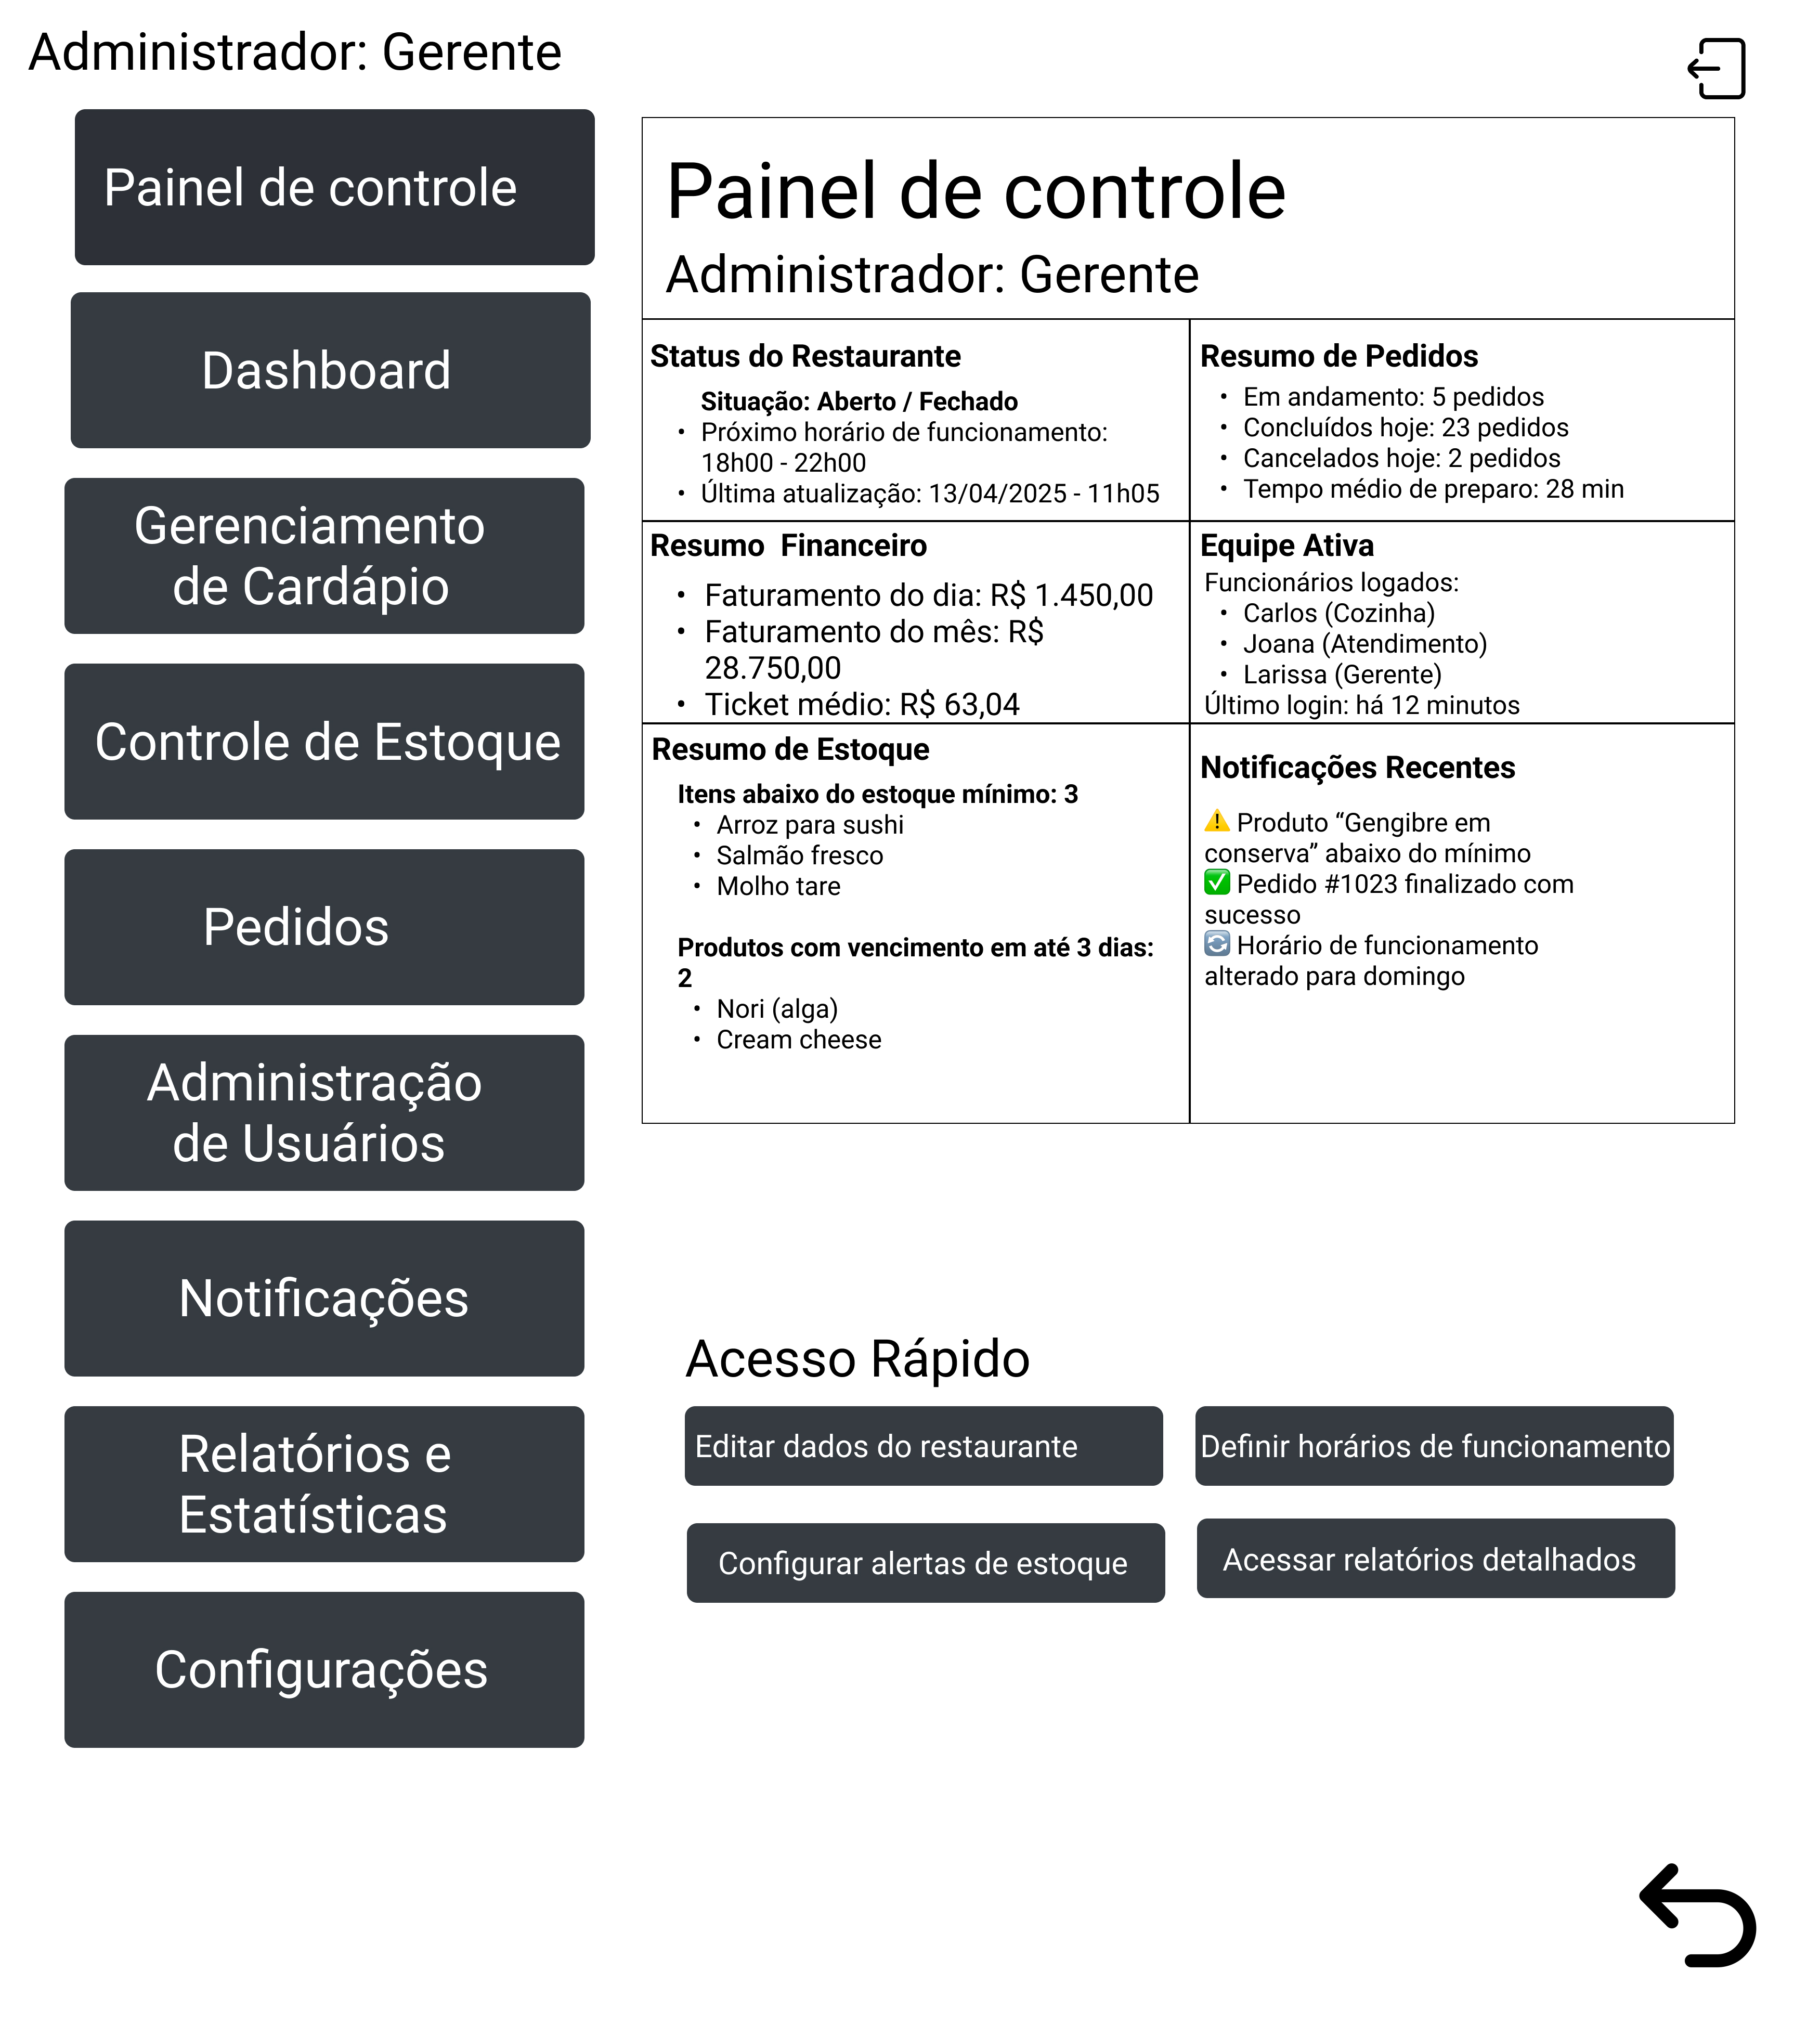 Administrador: Gerente
Painel de controle
Dashboard
Gerenciamento
de Cardápio
Controle de Estoque
Pedidos
Administração
de Usuários
Notificações
Relatórios e
Estatísticas
Configurações
Painel de controle
Administrador: Gerente
Status do Restaurante
Situação: Aberto / Fechado
• Próximo horário de funcionamento:
18h00 - 22h00
• Última atualização: 13/04/2025 - 11h05
Resumo de Pedidos
• Em andamento: 5 pedidos
• Concluídos hoje: 23 pedidos
• Cancelados hoje: 2 pedidos
• Tempo médio de preparo: 28 min
Resumo  Financeiro
• Faturamento do dia: R$ 1.450,00
• Faturamento do mês: R$
28.750,00
• Ticket médio: R$ 63,04
Equipe Ativa
Funcionários logados:
• Carlos (Cozinha)
• Joana (Atendimento)
• Larissa (Gerente)
Último login: há 12 minutos
Resumo de Estoque
Itens abaixo do estoque mínimo: 3
• Arroz para sushi
• Salmão fresco
• Molho tare
Produtos com vencimento em até 3 dias:
2
• Nori (alga)
• Cream cheese
Notificações Recentes
⚠️ Produto “Gengibre em
conserva” abaixo do mínimo
✅ Pedido #1023 finalizado com
sucesso
🔄 Horário de funcionamento
alterado para domingo
Acesso Rápido
Editar dados do restaurante
Definir horários de funcionamento
Configurar alertas de estoque
Acessar relatórios detalhados